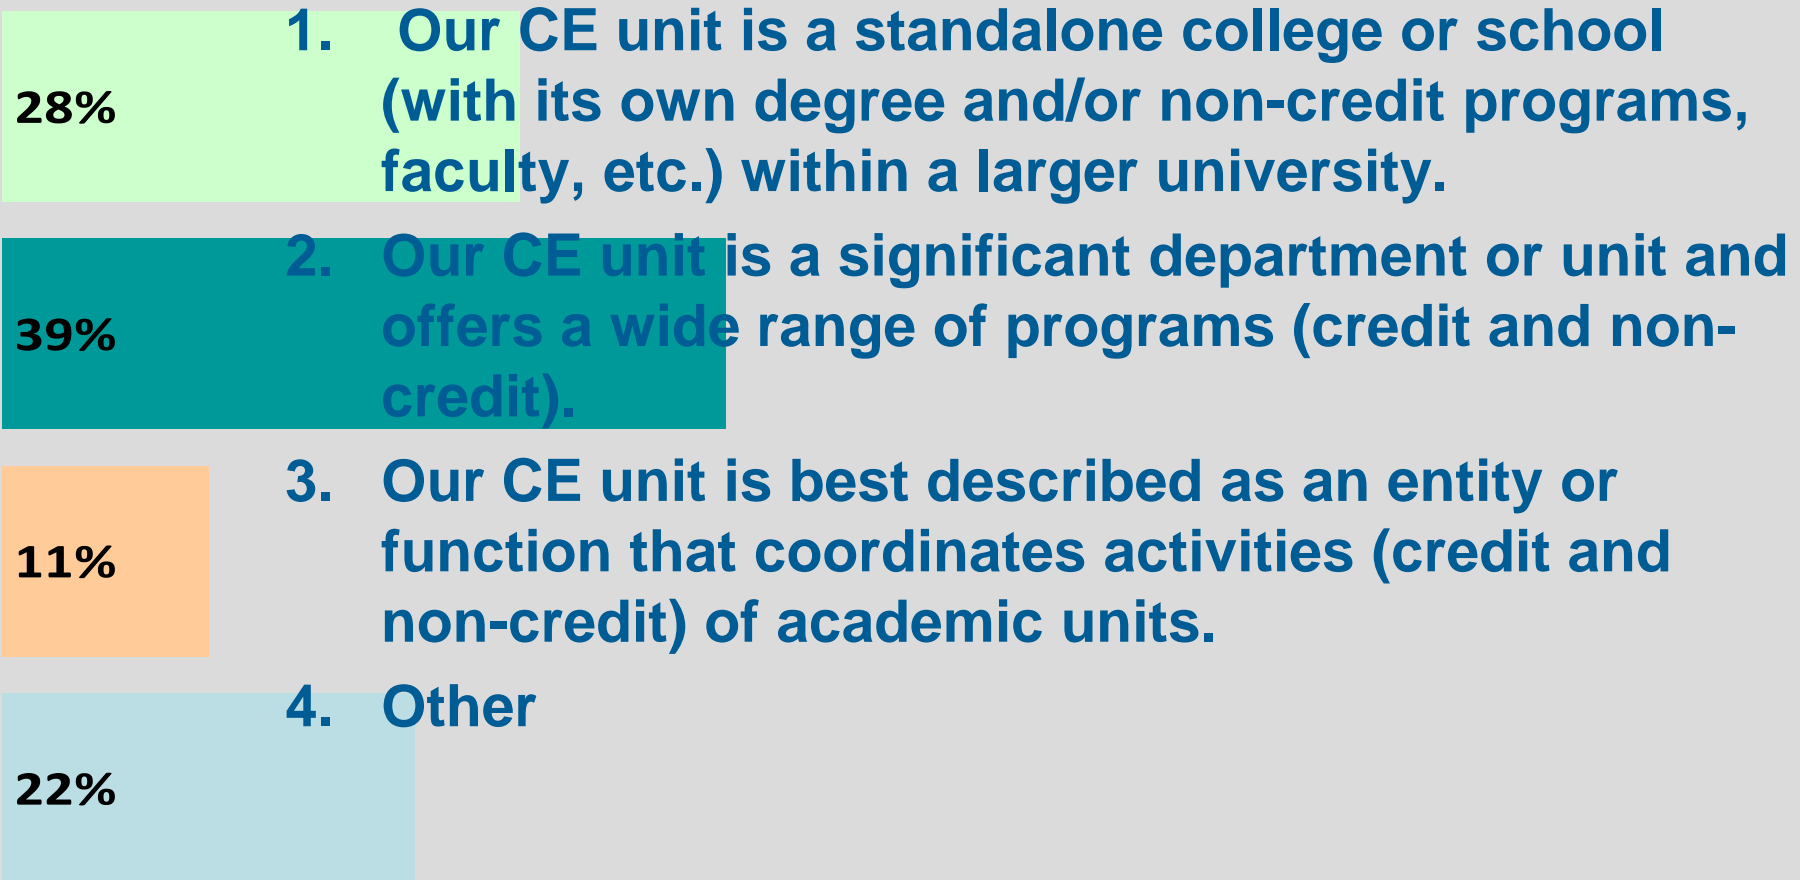 28%
1. Our CE unit is a standalone college or school
(with its own degree and/or non-credit programs,
faculty, etc.) within a larger university.
39%
2. Our CE unit is a significant department or unit and
offers a wide range of programs (credit and non-
credit).
11%
3. Our CE unit is best described as an entity or
function that coordinates activities (credit and
non-credit) of academic units.
22%
4. Other